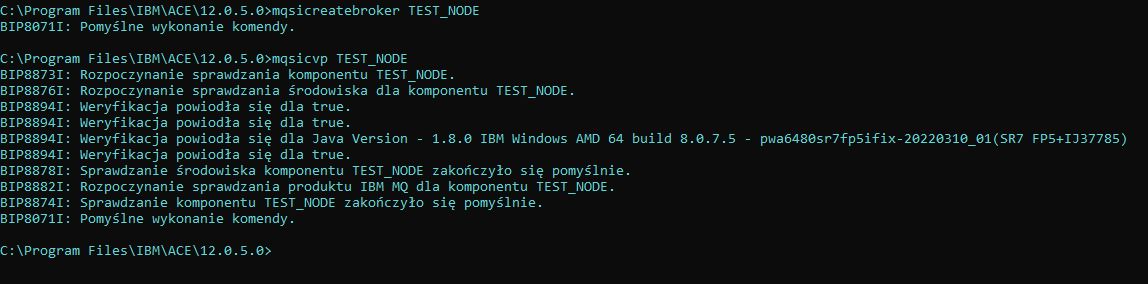 C:\Program Files\IBM\ACE\12.0.5.0>mqsicreatebroker TEST_NODE
BIP8071I: Pomyślne wykonanie komendy.
C:\Program Files\IBM\ACE\12.0.5.0>mqsicvp TEST_NODE
BIP8873I: Rozpoczynanie sprawdzania komponentu TEST_NODE.
BIP8876I: Rozpoczynanie sprawdzania środowiska dla komponentu TEST_NODE.
BIP8894I: Weryfikacja powiodła się dla true.
BIP8894I: Weryfikacja powiodła się dla true.
BIP8894I: Weryfikacja powiodła się dla Java Version - 1.8.0 IBM Windows AMD 64 build 8.0.7.5 - pwa6480sr7fp5ifix-20220310_01(SR7 FP5+IJ37785)
BIP8894I: Weryfikacja powiodła się dla true.
BIP8878I: Sprawdzanie środowiska komponentu TEST_NODE zakończyło się pomyślnie.
BIP8882I: Rozpoczynanie sprawdzania produktu IBM MQ dla komponentu TEST_NODE.
BIP8874I: Sprawdzanie komponentu TEST_NODE zakończyło się pomyślnie.
BIP8071I: Pomyślne wykonanie komendy.
C:\Program Files\IBM\ACE\12.0.5.0>